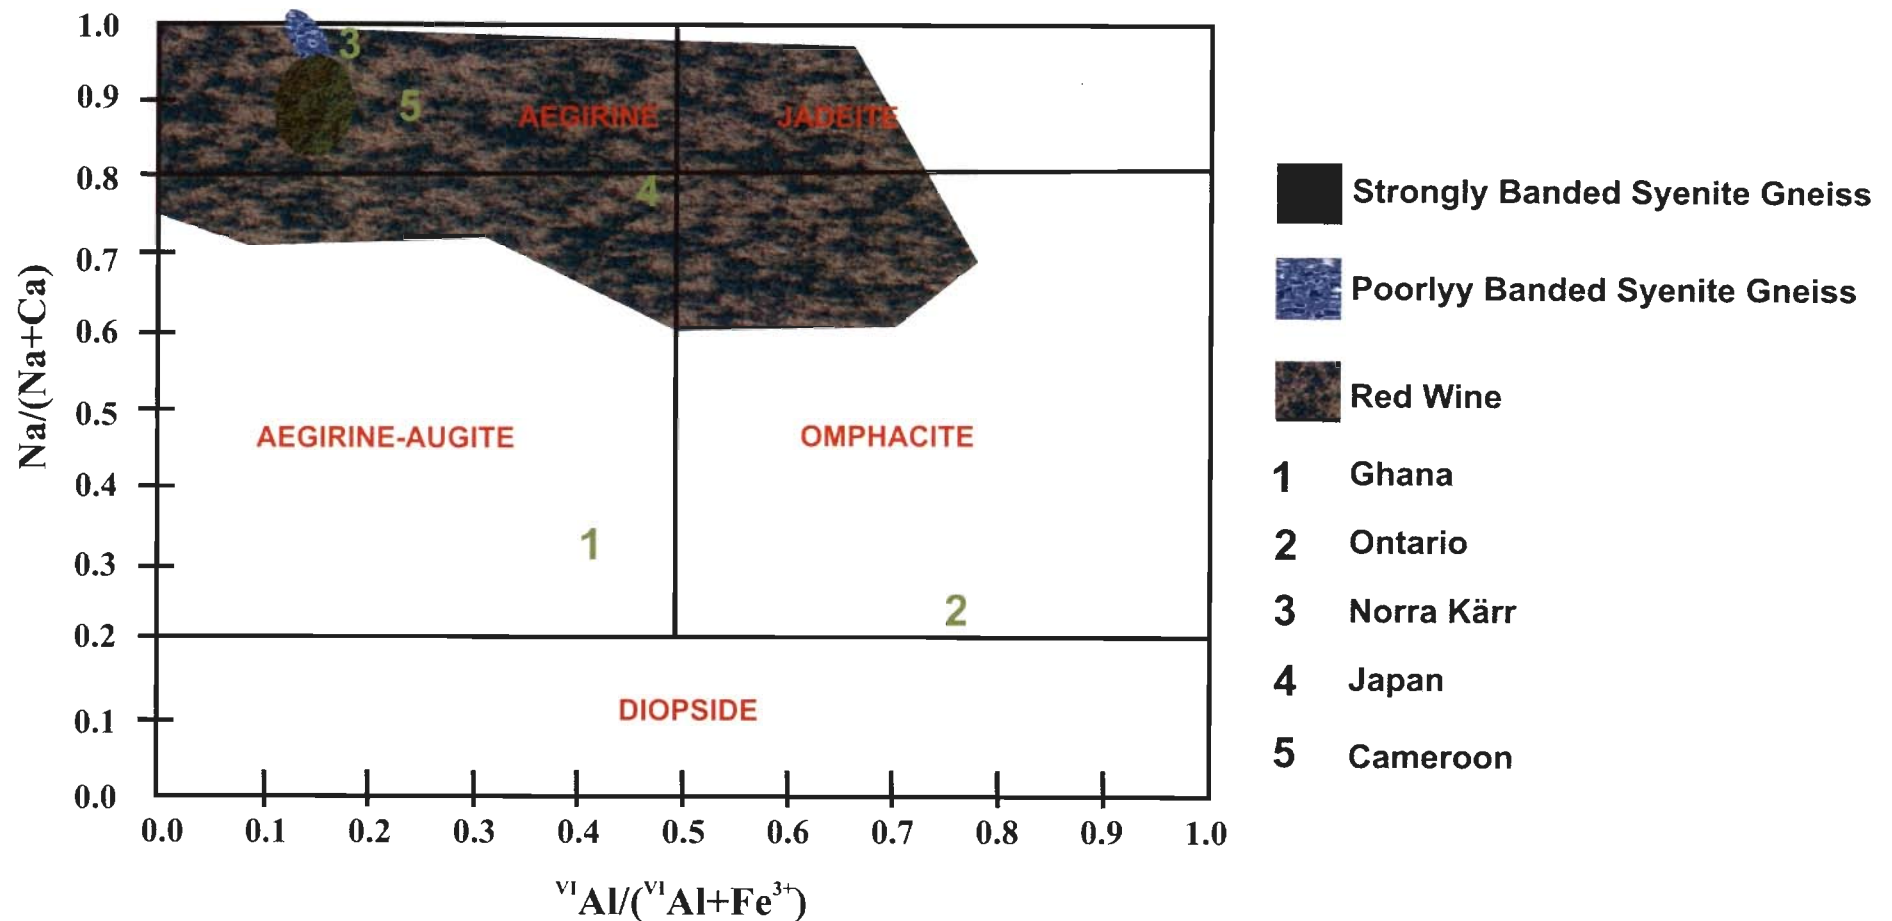 1.0
0.9
0.8
0.7
0.6
0.5
0.4
0.3
0.2
0.1
0.0
Na/(Na+Ca)
3
5
AEGIRINE
JADEITE
4
AEGIRINE-AUGITE
OMPHACITE
1
2
DIOPSIDE
0.0 0.1 0.2 0.3 0.4 0.5 0.6 0.7 0.8 0.9 1.0
ⱽᴵAl/(ⱽᴵAl+Fe³⁺)
Strongly Banded Syenite Gneiss
Poorlyy Banded Syenite Gneiss
Red Wine
1 Ghana
2 Ontario
3 Norra Kärr
4 Japan
5 Cameroon